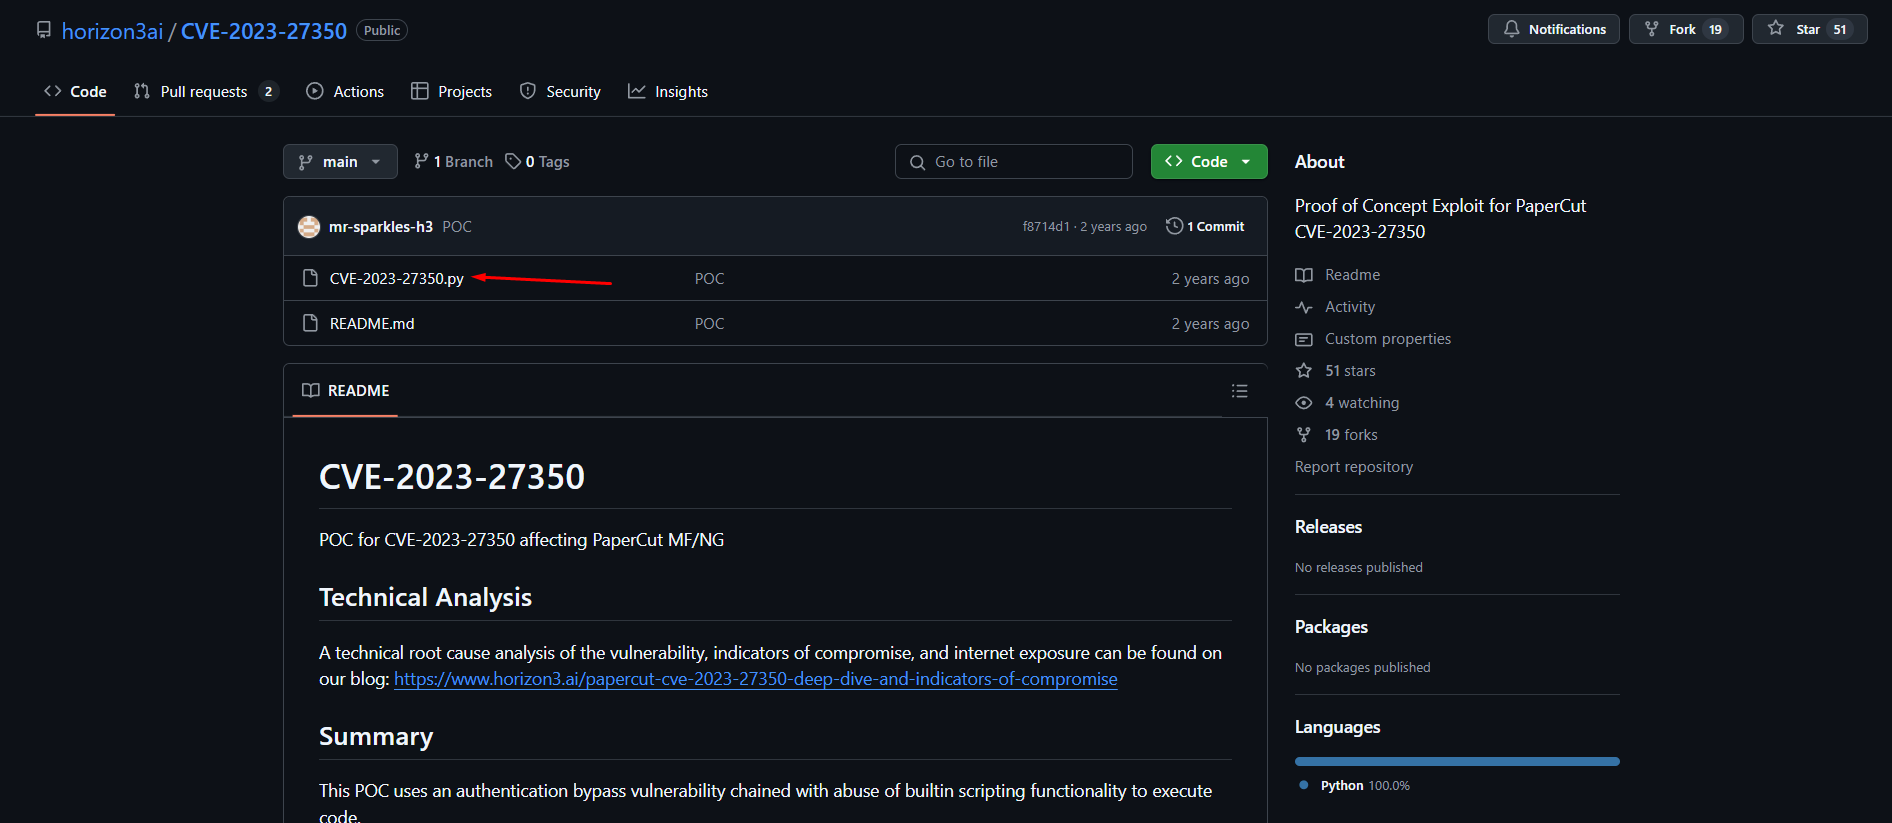 horizon3ai / CVE-2023-27350 Public
Notifications Fork 19 Star 51
Code Pull requests 2 Actions Projects Security Insights
main 1 Branch 0 Tags Go to file Code
mr-sparkles-h3 POC f8714d1 · 2 years ago 1 Commit
CVE-2023-27350.py POC 2 years ago
README.md POC 2 years ago
README
CVE-2023-27350
POC for CVE-2023-27350 affecting PaperCut MF/NG
Technical Analysis
A technical root cause analysis of the vulnerability, indicators of compromise, and internet exposure can be found on
our blog: https://www.horizon3.ai/papercut-cve-2023-27350-deep-dive-and-indicators-of-compromise
Summary
This POC uses an authentication bypass vulnerability chained with abuse of builtin scripting functionality to execute
code.
About
Proof of Concept Exploit for PaperCut
CVE-2023-27350
Readme
Activity
Custom properties
51 stars
4 watching
19 forks
Report repository
Releases
No releases published
Packages
No packages published
Languages
Python 100.0%